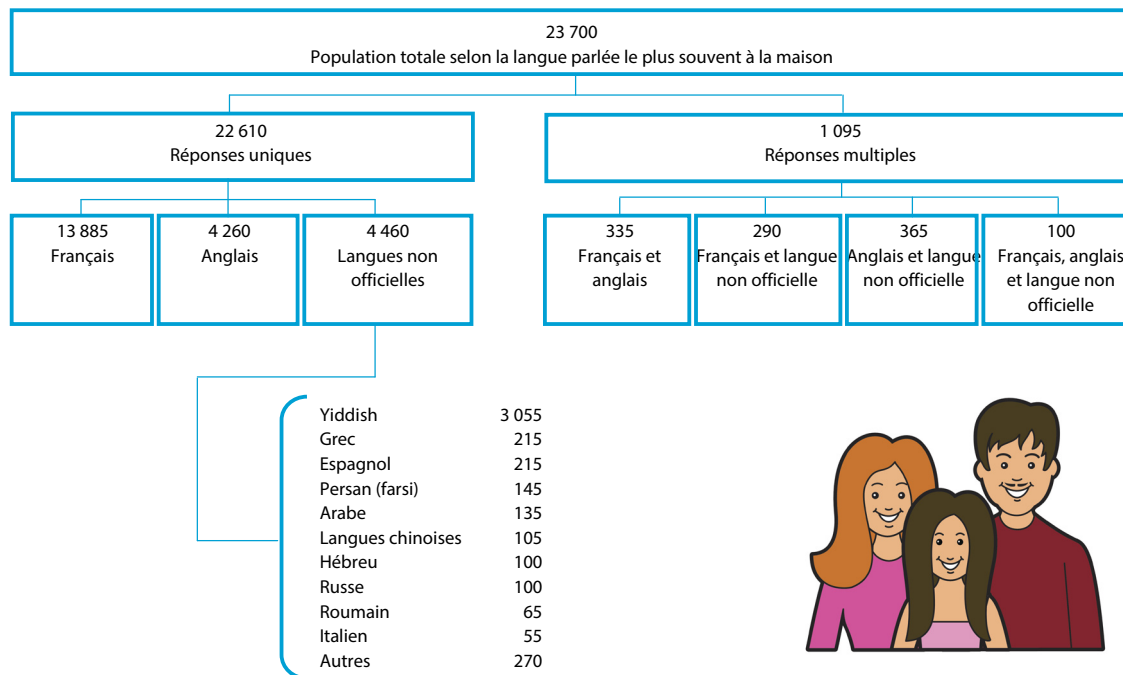 23 700
Population totale selon la langue parlée le plus souvent à la maison
22 610
Réponses uniques
1 095
Réponses multiples
13 885
Français
4 260
Anglais
4 460
Langues non
officielles
335
Français et
anglais
290
Français et langue
non officielle
365
Anglais et langue
non officielle
100
Français, anglais
et langue non
officielle
Yiddish 3 055
Grec 215
Espagnol 215
Persan (farsi) 145
Arabe 135
Langues chinoises 105
Hébreu 100
Russe 100
Roumain 65
Italien 55
Autres 270